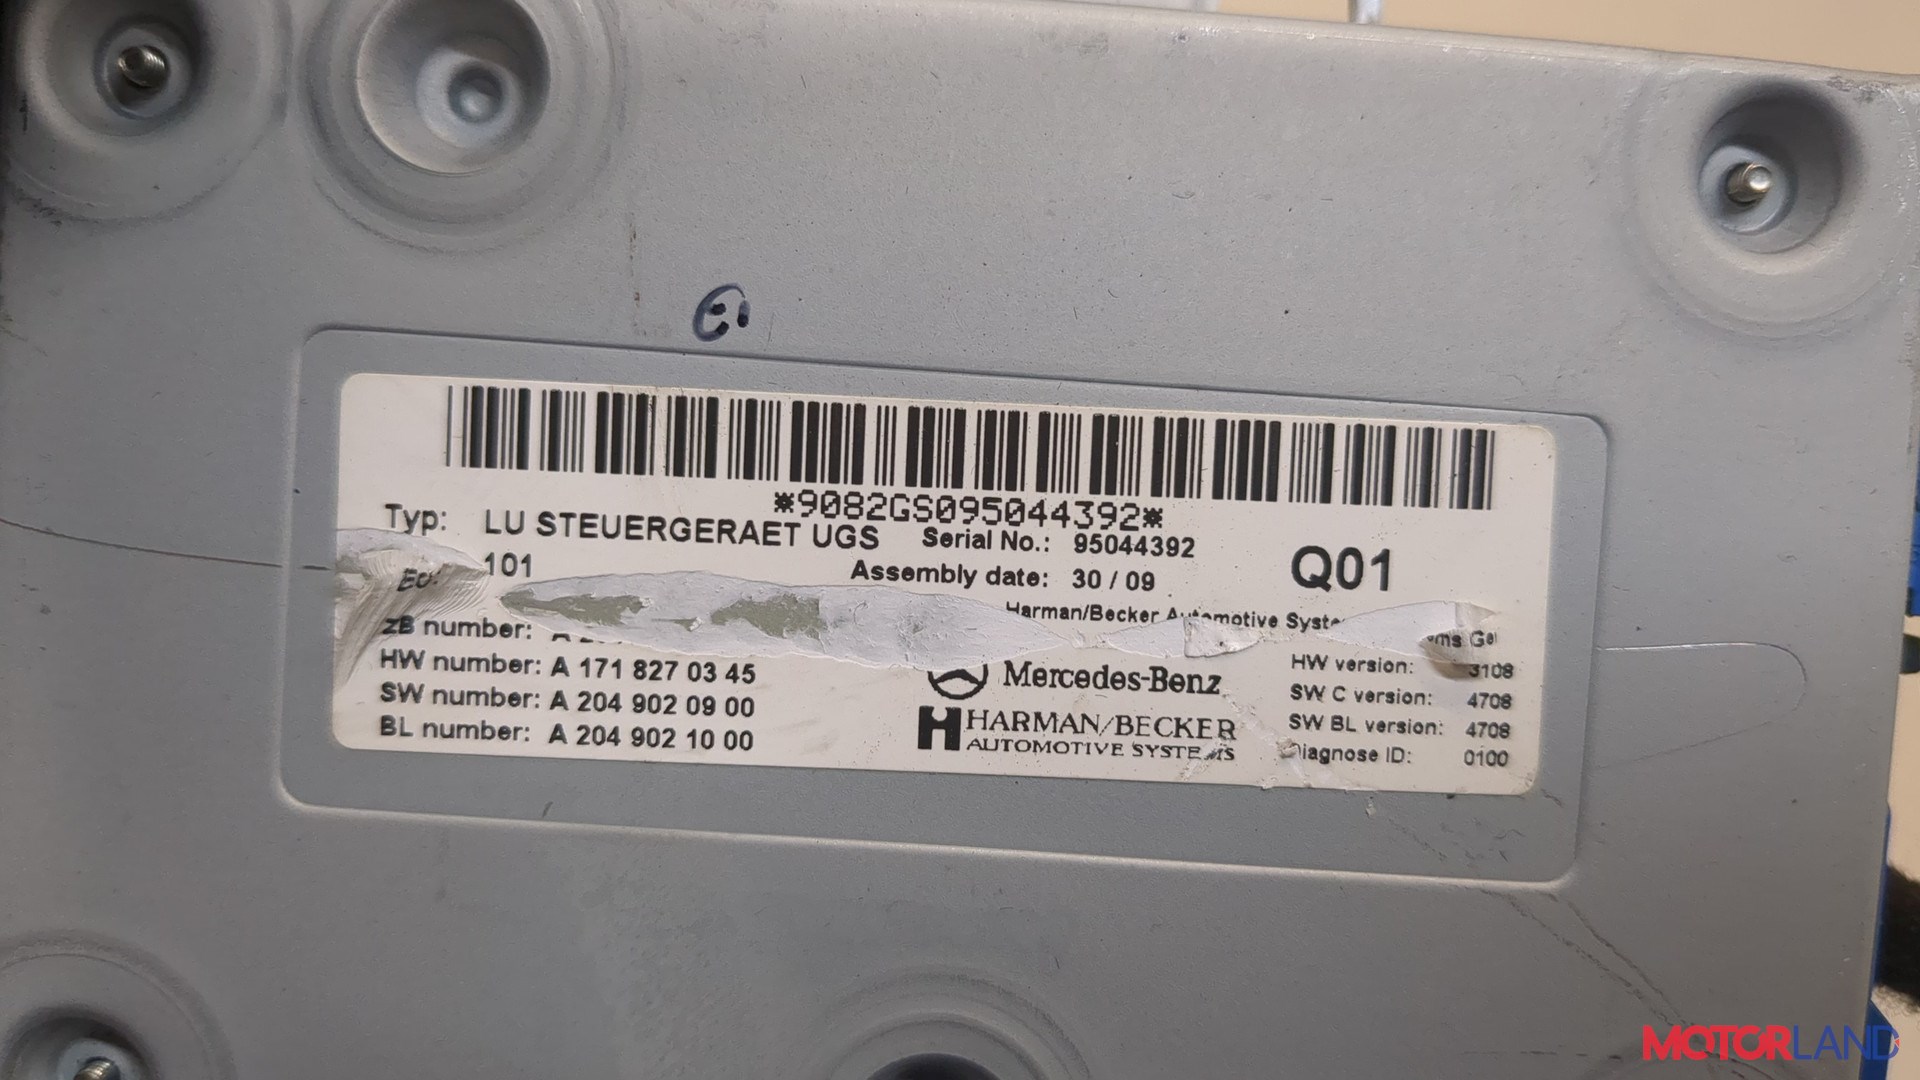 *9082GS095044392*
Typ: LU STEUERGERAET UGS
Serial No.: 95044392
Q01
101
Assembly date: 30 / 09
Harman/Becker Automotive
zB number: A
HW number: A 171 827 03 45
SW number: A 204 902 09 00
BL number: A 204 902 10 00
Mercedes-Benz
HARMAN/BECKER
AUTOMOTIVE SYSTEMS
HW version: 3108
SW C version: 4708
SW BL version: 4708
Diagnose ID: 0100
MOTORLAND